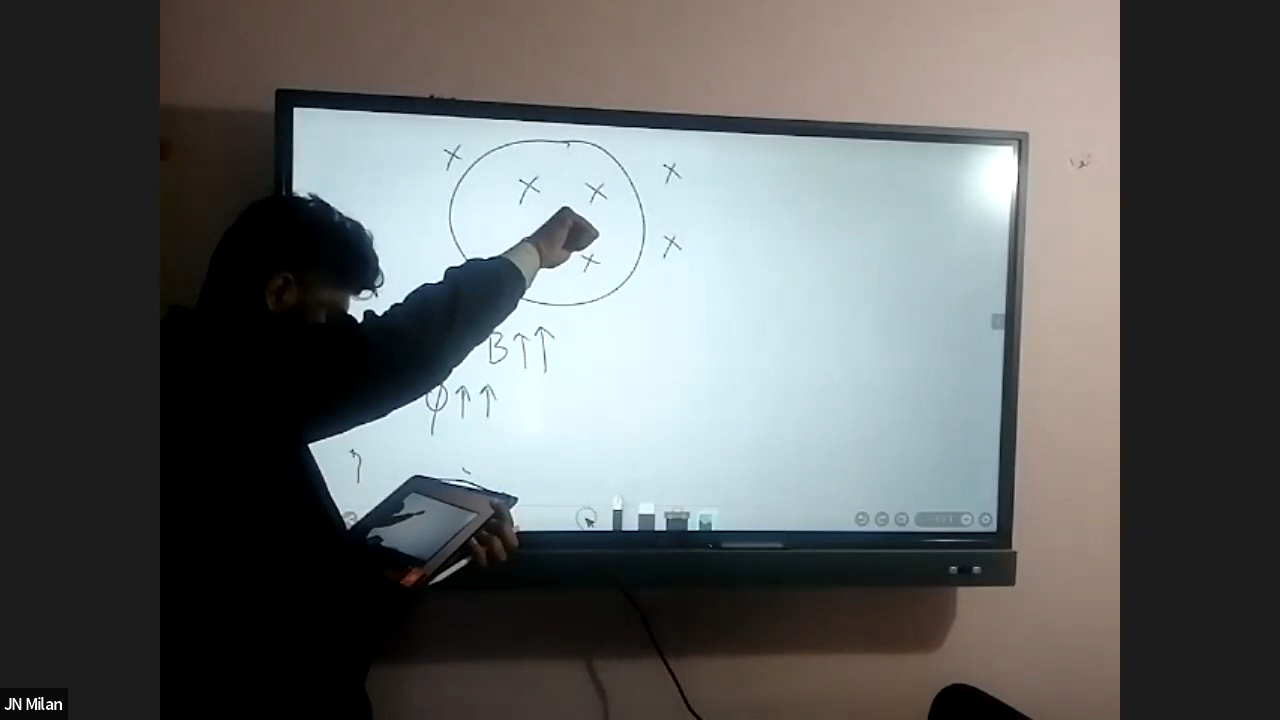 × × × × ×
×
B↑↑
φ↑↑
JN Milan